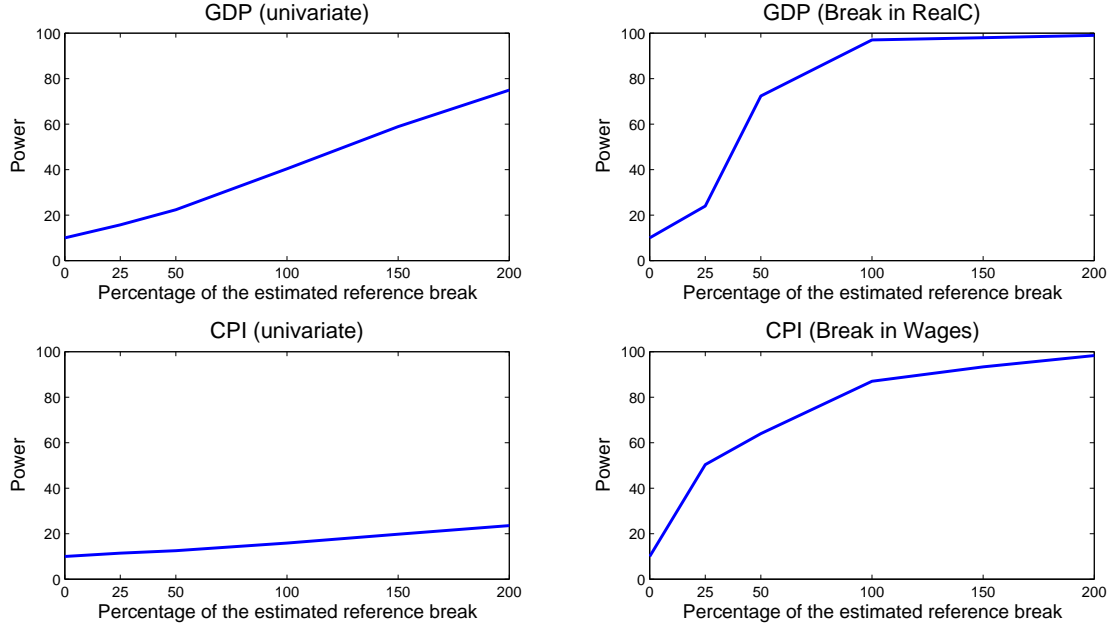 GDP (univariate)
100
80
60
40
20
0
Power
0 25 50 100 150 200
Percentage of the estimated reference break
GDP (Break in RealC)
100
80
60
40
20
0
Power
0 25 50 100 150 200
Percentage of the estimated reference break
CPI (univariate)
100
80
60
40
20
0
Power
0 25 50 100 150 200
Percentage of the estimated reference break
CPI (Break in Wages)
100
80
60
40
20
0
Power
0 25 50 100 150 200
Percentage of the estimated reference break